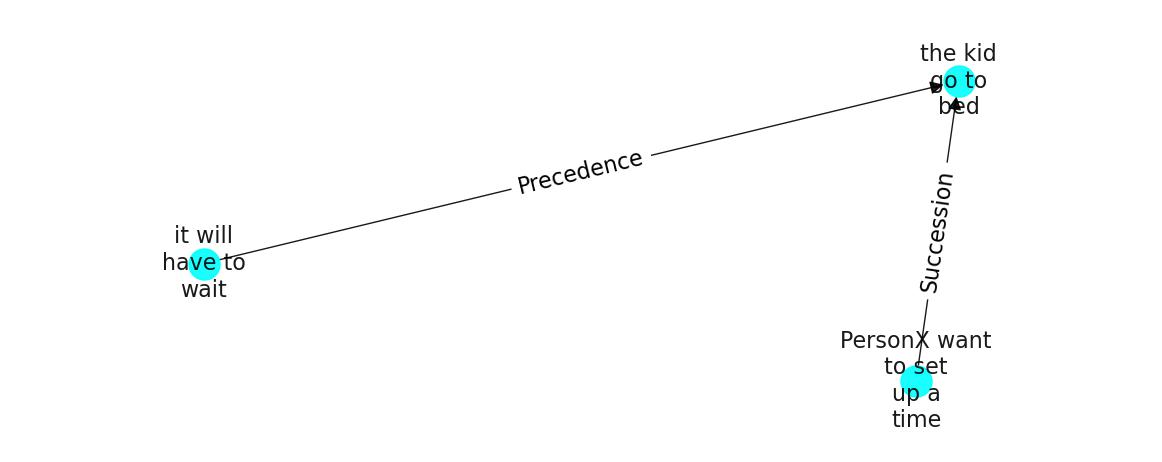 the kid
go to
bed
Precedence
Succession
it will
have to
wait
PersonX want
to set
up a
time